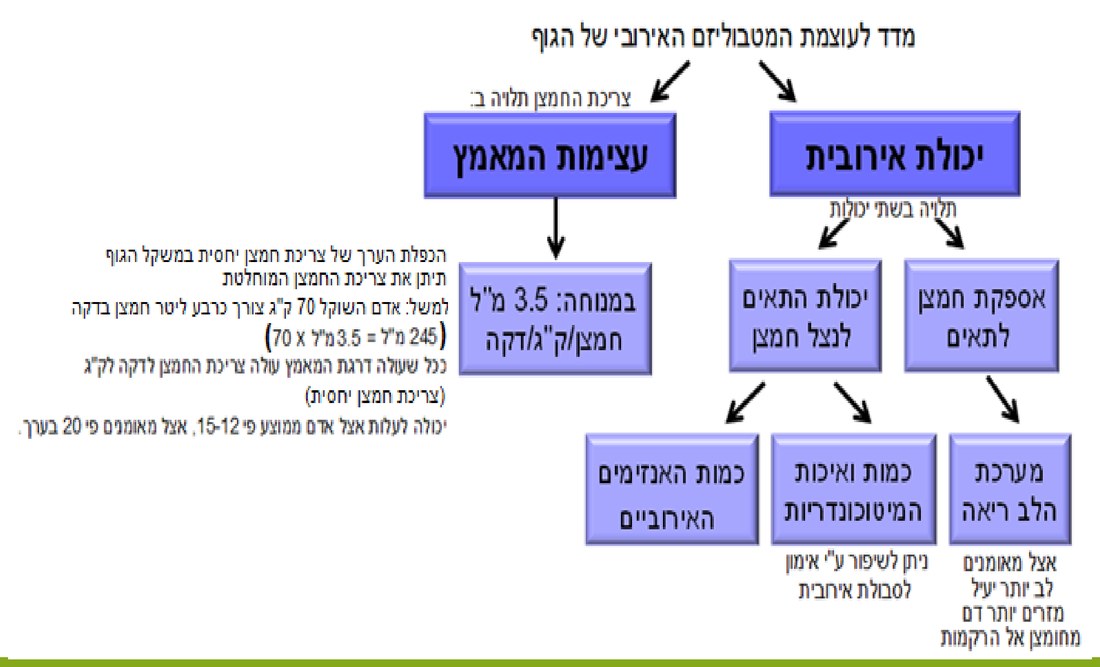 מדד לעוצמת המטבוליזם האירובי של הגוף
צריכת החמצן תלויה ב:
יכולת אירובית
עצימות המאמץ
תלויה בשתי יכולות
אספקת חמצן
לתאים
יכולת התאים
לנצל חמצן
במנוחה: 3.5 מ"ל
חמצן/ק"ג/דקה
הכפלת הערך של צריכת חמצן יחסית במשקל הגוף
תיתן את צריכת החמצן המוחלטת
למשל: אדם השוקל 70 ק"ג צורך כרבע ליטר חמצן בדקה
(245 מ"ל = 3.5 מ"ל x 70)
ככל שעולה דרגת המאמץ עולה צריכת החמצן לדקה לק"ג
(צריכת חמצן יחסית)
יכולה לעלות אצל אדם ממוצע פי 15-12, אצל מאומנים פי 20 בערך.
מערכת
הלב ריאה
כמות ואיכות
המיטוכונדריות
כמות האנזימים
האירוביים
אצל מאומנים
לב יותר יעיל
מזרים יותר דם
מחומצן אל הרקמות
ניתן לשיפור ע"י אימון
לסבולת אירובית